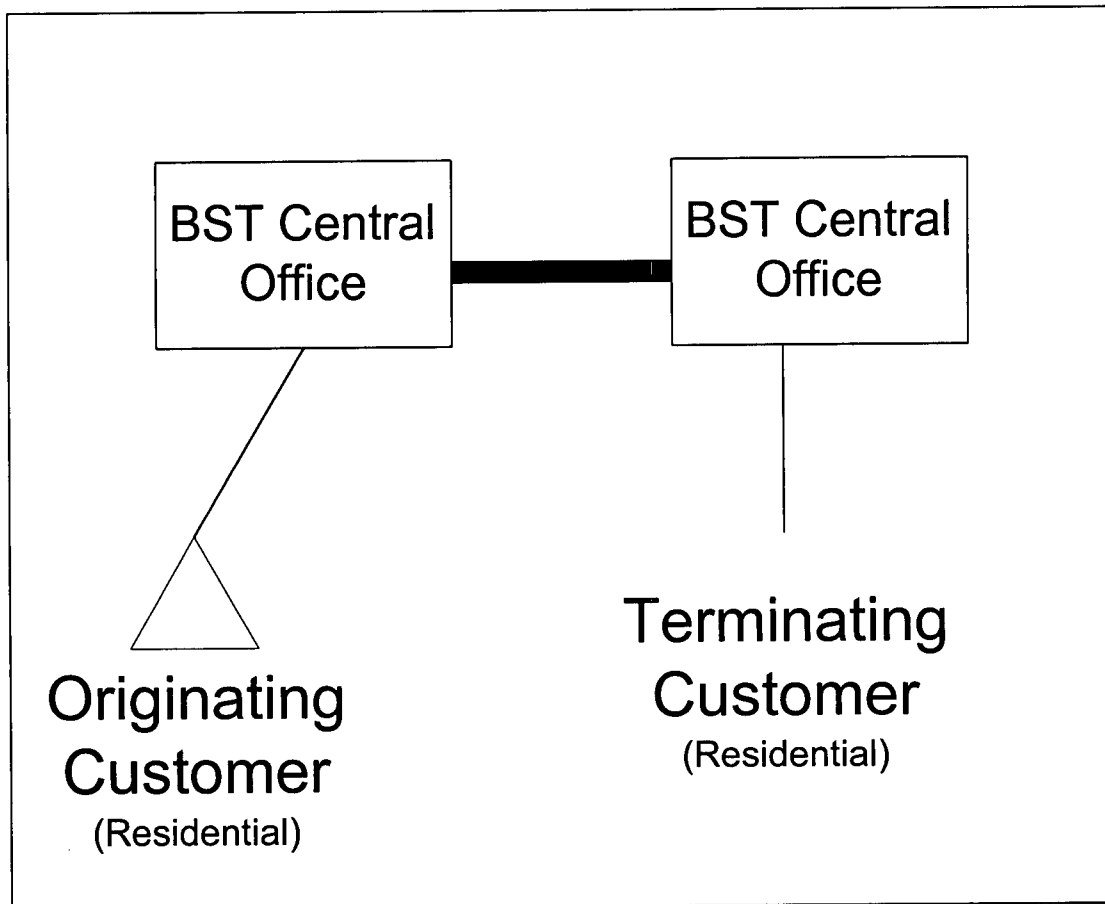 BST Central
Office
BST Central
Office
Originating
Customer
(Residential)
Terminating
Customer
(Residential)